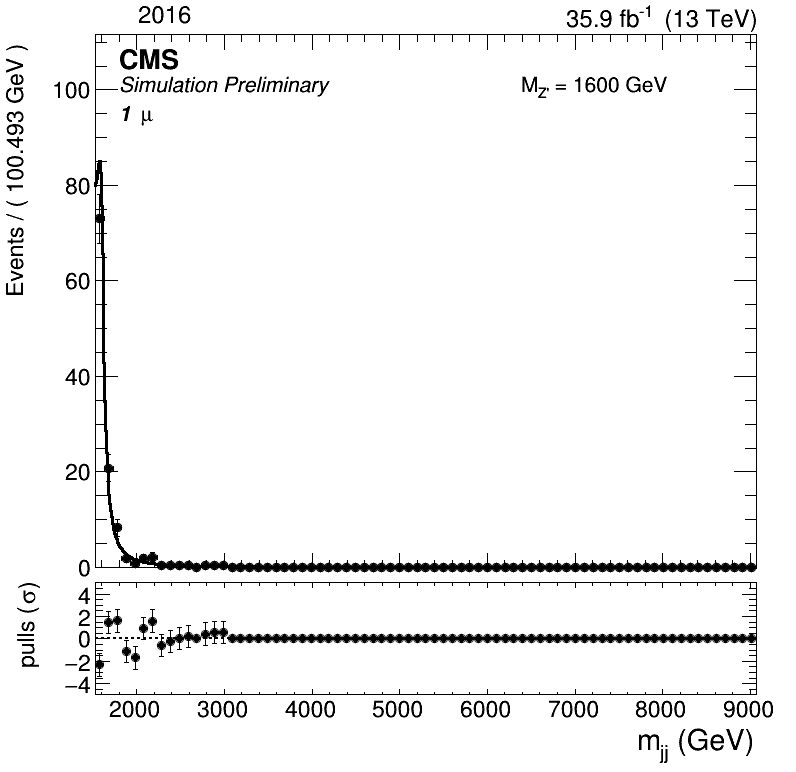 2016 35.9 fb-1 (13 TeV)
CMS
Simulation Preliminary
MZ' = 1600 GeV
1 μ
Events / ( 100.493 GeV )
100
80
60
40
20
0
pulls (σ)
4
2
0
−2
−4
2000 3000 4000 5000 6000 7000 8000 9000
mjj (GeV)